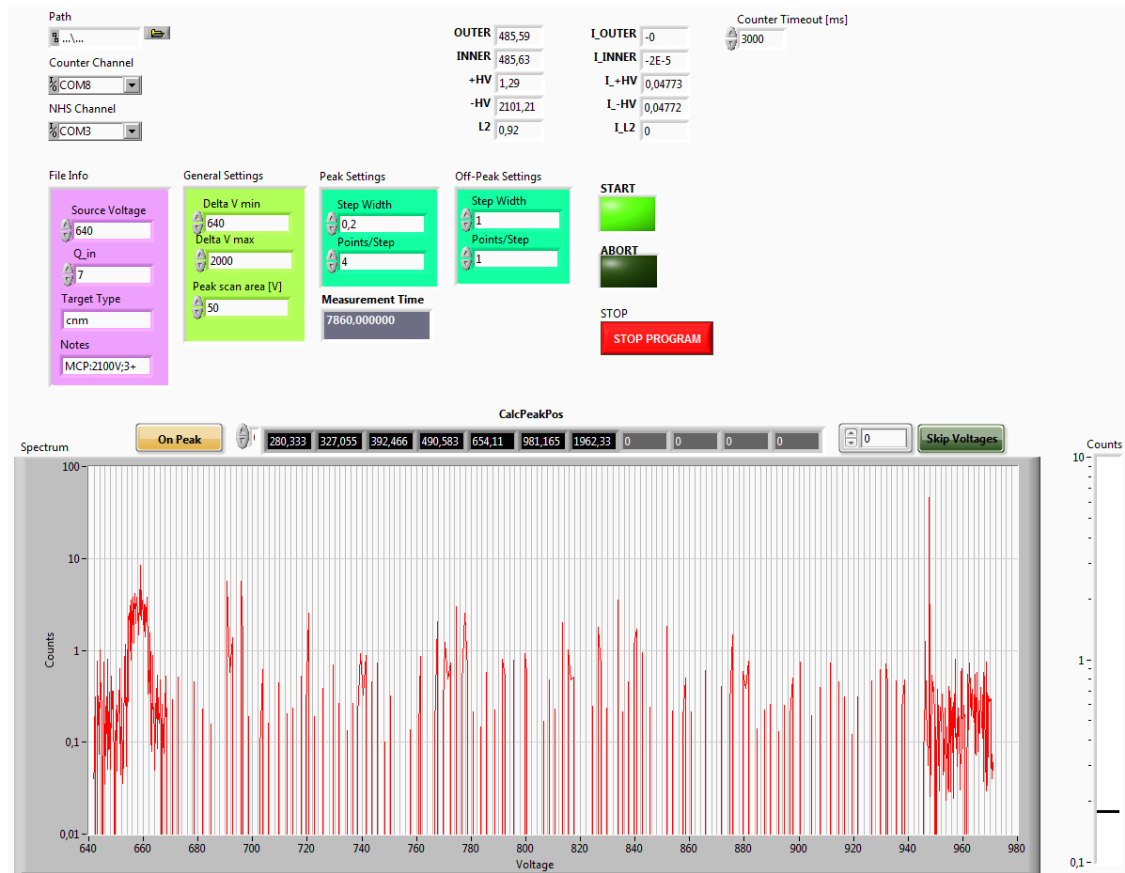 Path
...\...
Counter Channel
COM8
NHS Channel
COM3
OUTER 485,59
INNER 485,63
+HV 1,29
-HV 2101,21
L2 0,92
I_OUTER -0
I_INNER -2E-5
I_+HV 0,04773
I_-HV 0,04772
I_L2 0
Counter Timeout [ms]
3000
File Info
Source Voltage
640
Q_in
7
Target Type
cnm
Notes
MCP:2100V;3+
General Settings
Delta V min
640
Delta V max
2000
Peak scan area [V]
50
Peak Settings
Step Width
0,2
Points/Step
4
Measurement Time
7860,000000
Off-Peak Settings
Step Width
1
Points/Step
1
START
ABORT
STOP
STOP PROGRAM
CalcPeakPos
Spectrum
On Peak
280,333 327,055 392,466 490,583 654,11 981,165 1962,33 0 0 0 0
0
Skip Voltages
Counts
100
10
1
0,1
0,01
640 660 680 700 720 740 760 780 800 820 840 860 880 900 920 940 960 980
Voltage
Counts
10
1
0,1